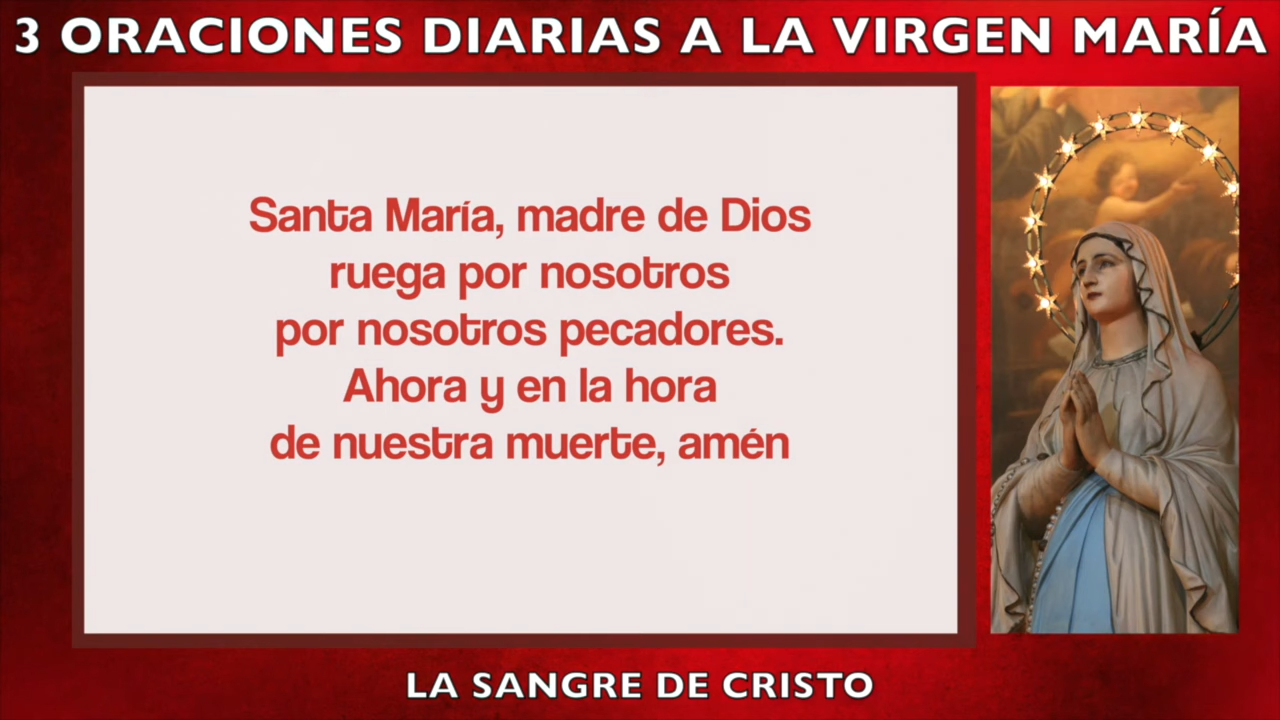 3 ORACIONES DIARIAS A LA VIRGEN MARÍA
Santa María, madre de Dios
ruega por nosotros
por nosotros pecadores.
Ahora y en la hora
de nuestra muerte, amén
LA SANGRE DE CRISTO